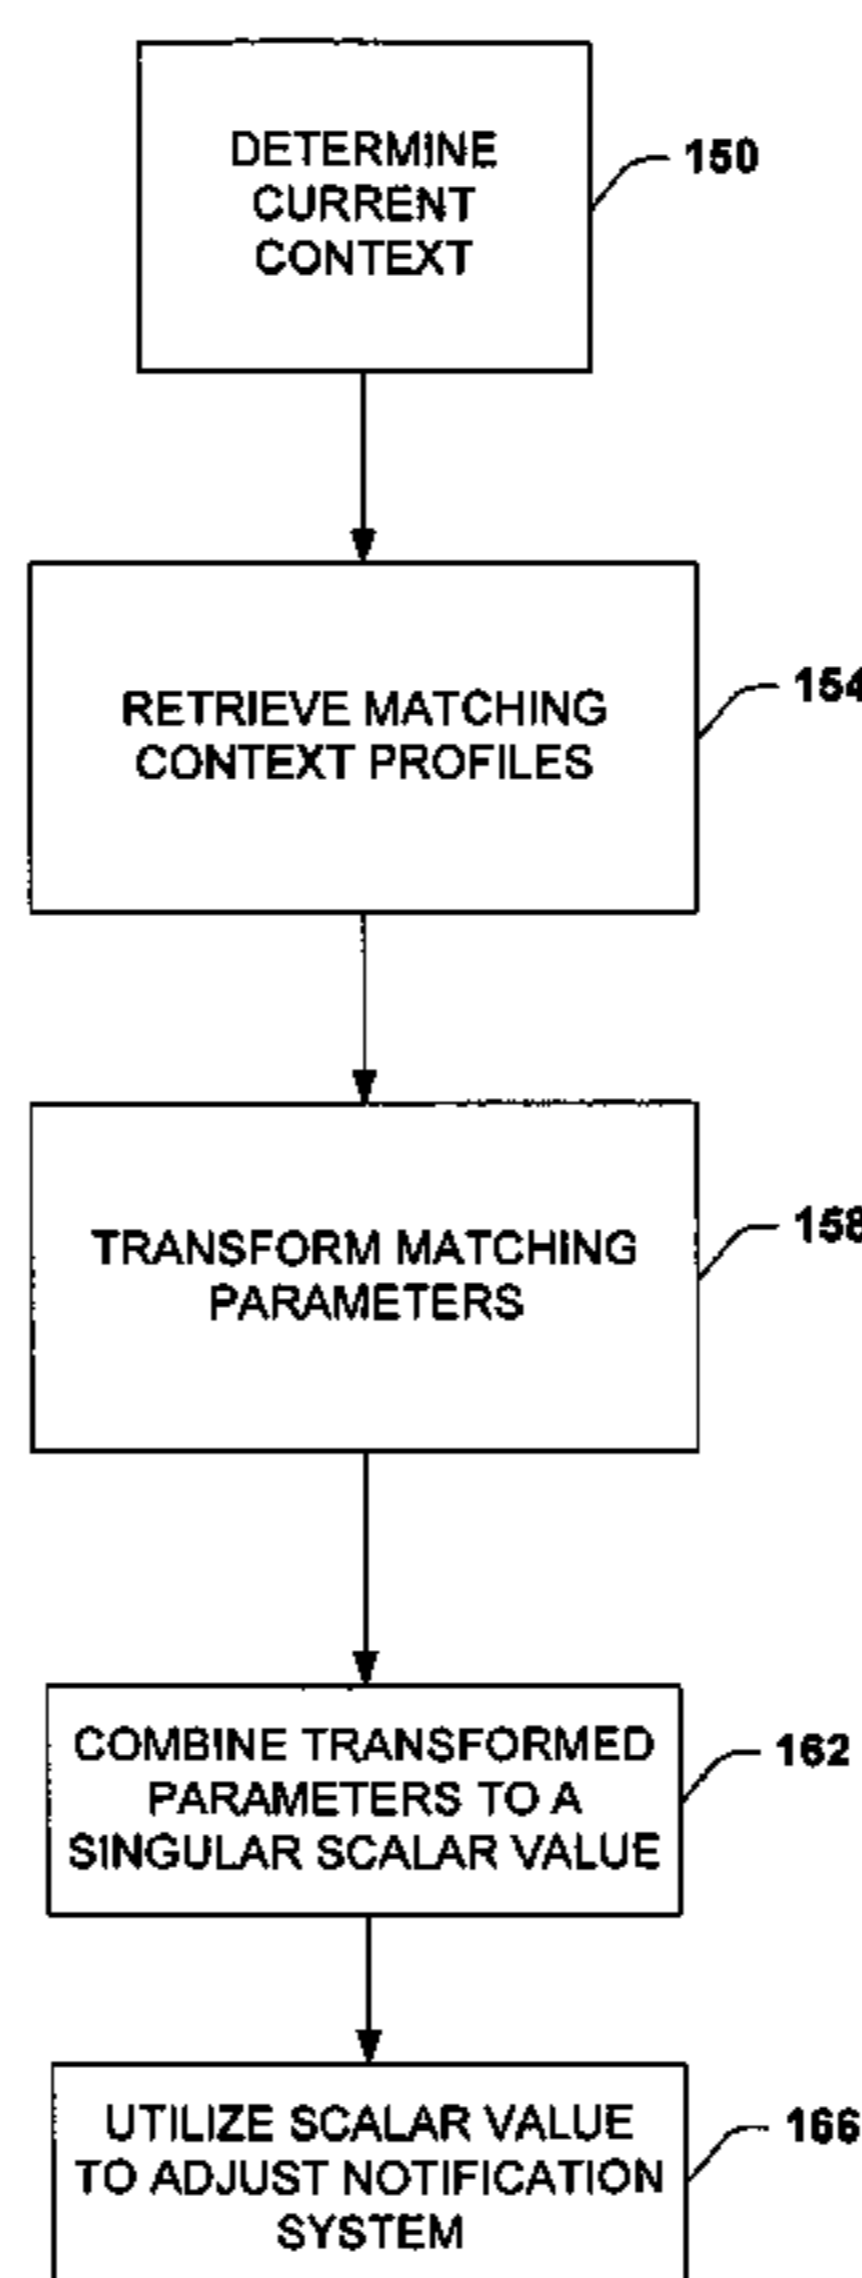 DETERMINE
CURRENT
CONTEXT
150
RETRIEVE MATCHING
CONTEXT PROFILES
154
TRANSFORM MATCHING
PARAMETERS
158
COMBINE TRANSFORMED
PARAMETERS TO A
SINGULAR SCALAR VALUE
162
UTILIZE SCALAR VALUE
TO ADJUST NOTIFICATION
SYSTEM
166